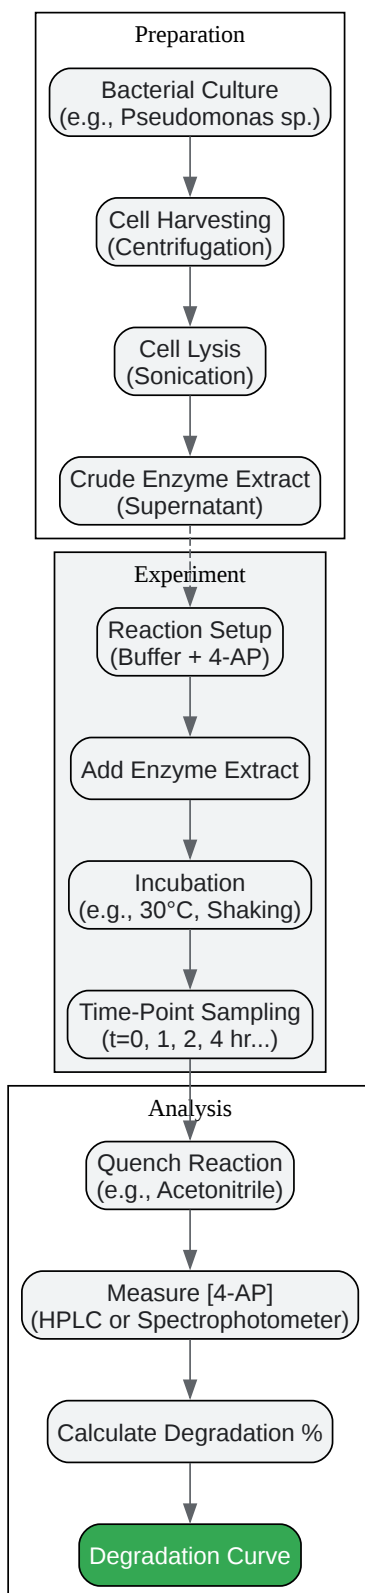 Preparation
Bacterial Culture
(e.g., Pseudomonas sp.)
Cell Harvesting
(Centrifugation)
Cell Lysis
(Sonication)
Crude Enzyme Extract
(Supernatant)
Experiment
Reaction Setup
(Buffer + 4-AP)
Add Enzyme Extract
Incubation
(e.g., 30°C, Shaking)
Time-Point Sampling
(t=0, 1, 2, 4 hr...)
Analysis
Quench Reaction
(e.g., Acetonitrile)
Measure [4-AP]
(HPLC or Spectrophotometer)
Calculate Degradation %
Degradation Curve